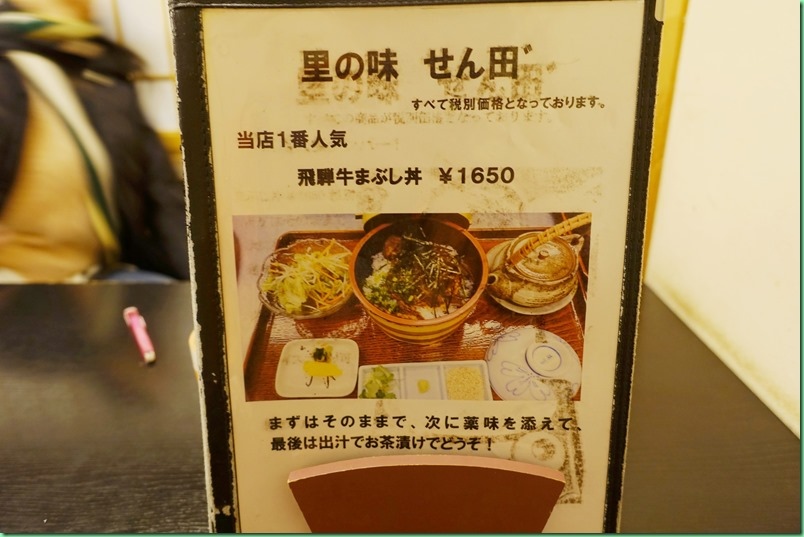 里の味 せん田゛
すべて税別価格となっております。
当店１番人気
飛騨牛まぶし丼 ￥１６５０
まずはそのままで、次に薬味を添えて、
最後は出汁でお茶漬けでどうぞ！